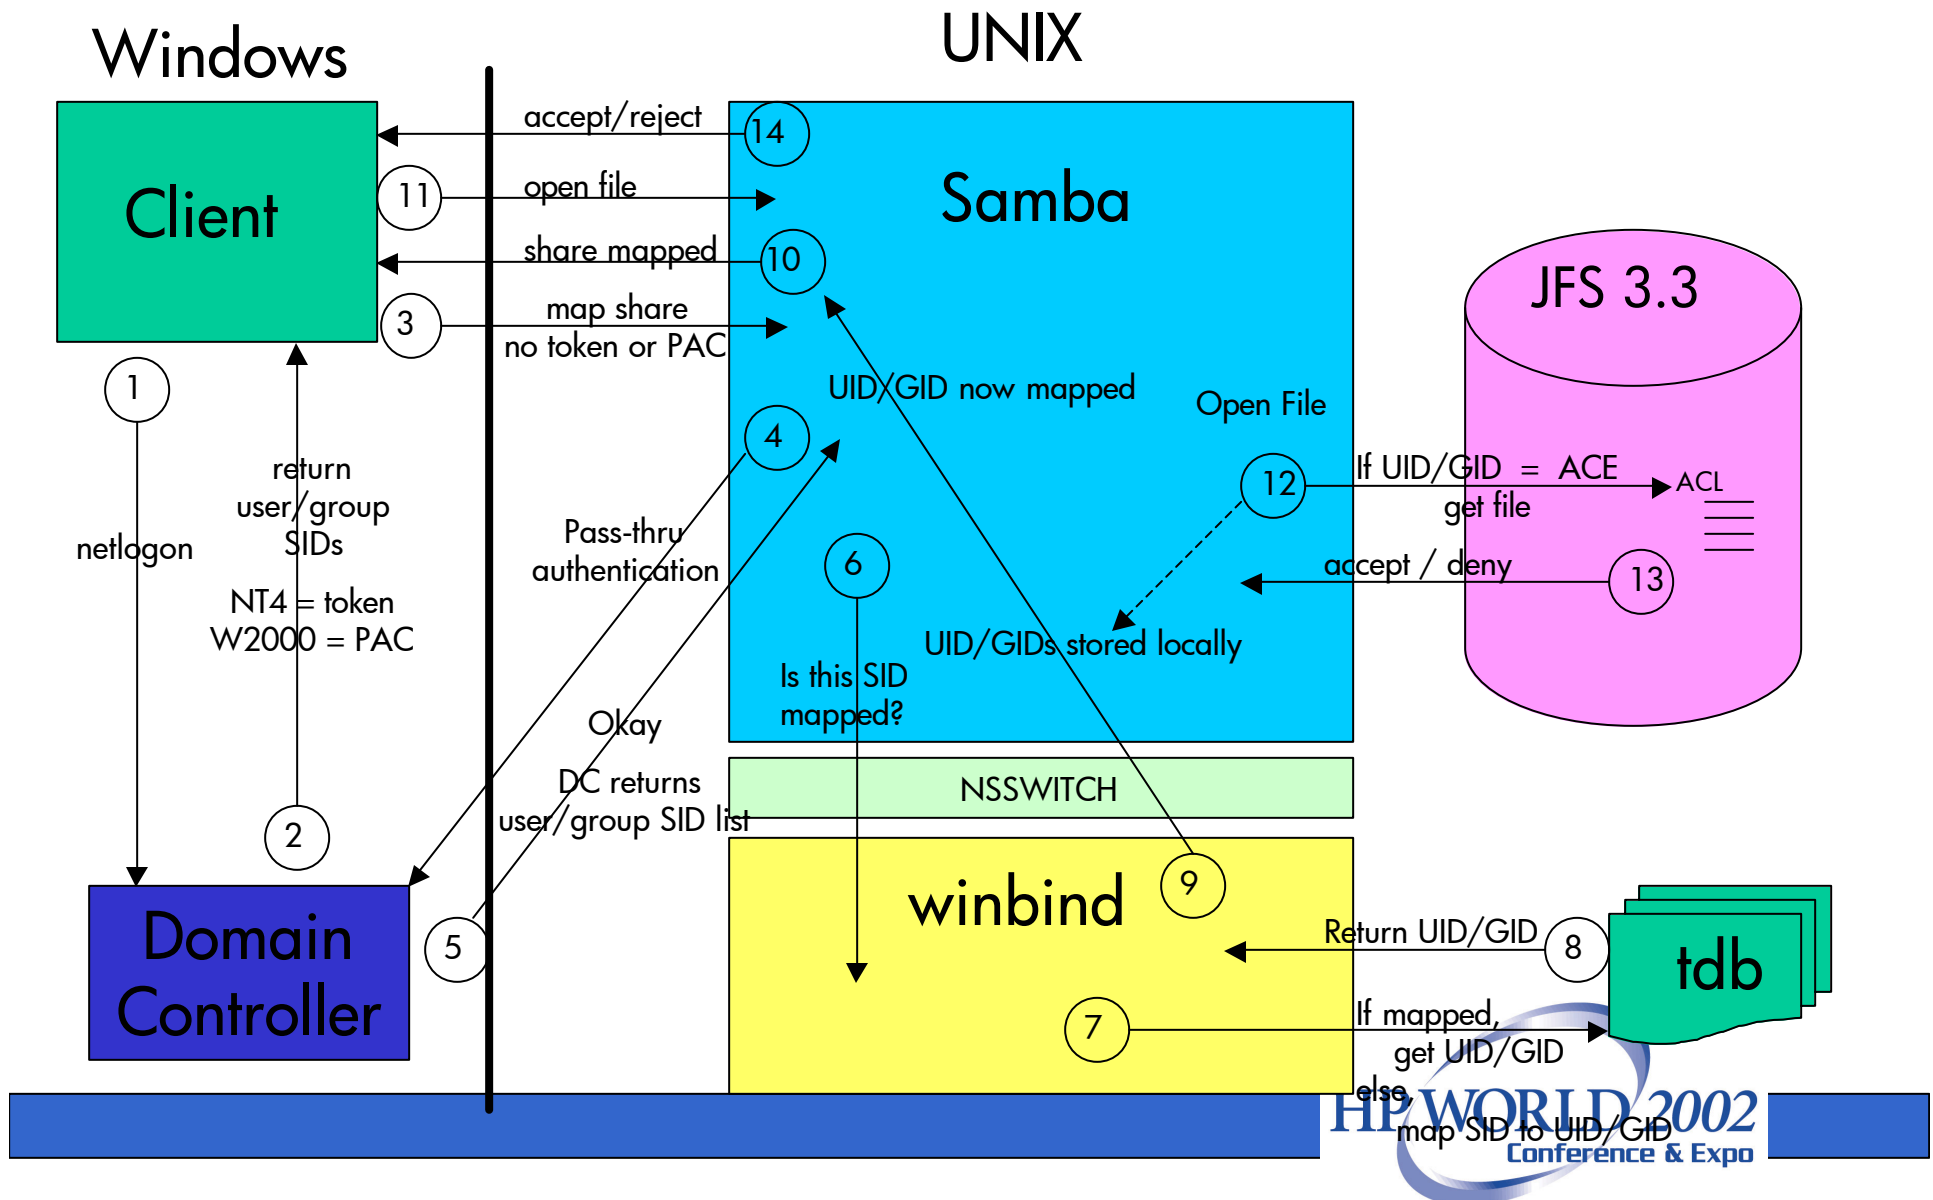 Windows
UNIX
accept/reject
14
Client
11
open file
Samba
share mapped
10
JFS 3.3
3
map share
no token or PAC
1
UID/GID now mapped
Open File
4
return
user/group
SIDs
If UID/GID = ACE
get file
12
ACL
netlogon
Pass-thru
authentication
6
accept / deny
13
NT4 = token
W2000 = PAC
UID/GIDs stored locally
Is this SID
mapped?
Okay
DC returns
user/group SID list
NSSWITCH
2
winbind
9
Domain
Controller
5
Return UID/GID
8
tdb
7
If mapped,
get UID/GID
else,
map SID to UID/GID
HP WORLD 2002
Conference & Expo